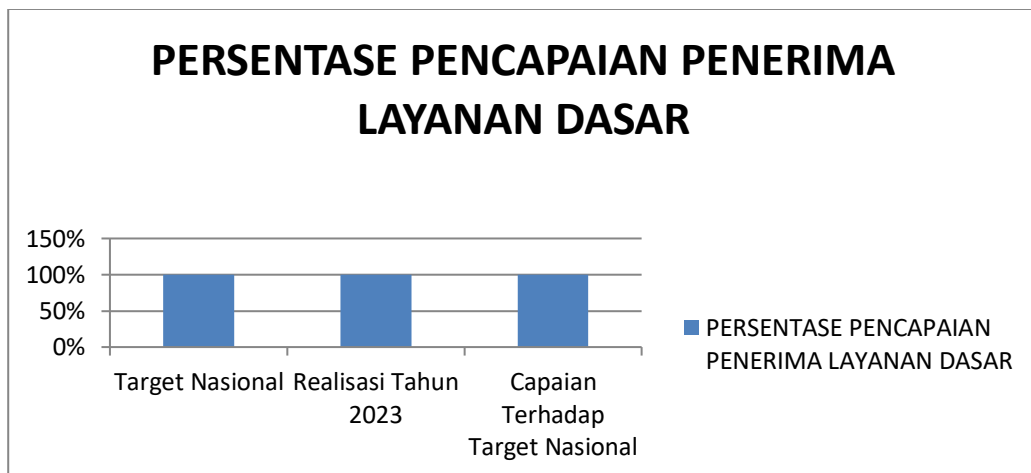 PERSENTASE PENCAPAIAN PENERIMA
LAYANAN DASAR
150%
100%
50%
0%
Target Nasional
Realisasi Tahun
2023
Capaian
Terhadap
Target Nasional
PERSENTASE PENCAPAIAN
PENERIMA LAYANAN DASAR